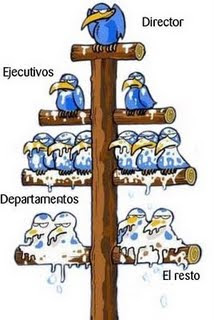 Director
Ejecutivos
Departamentos
El resto